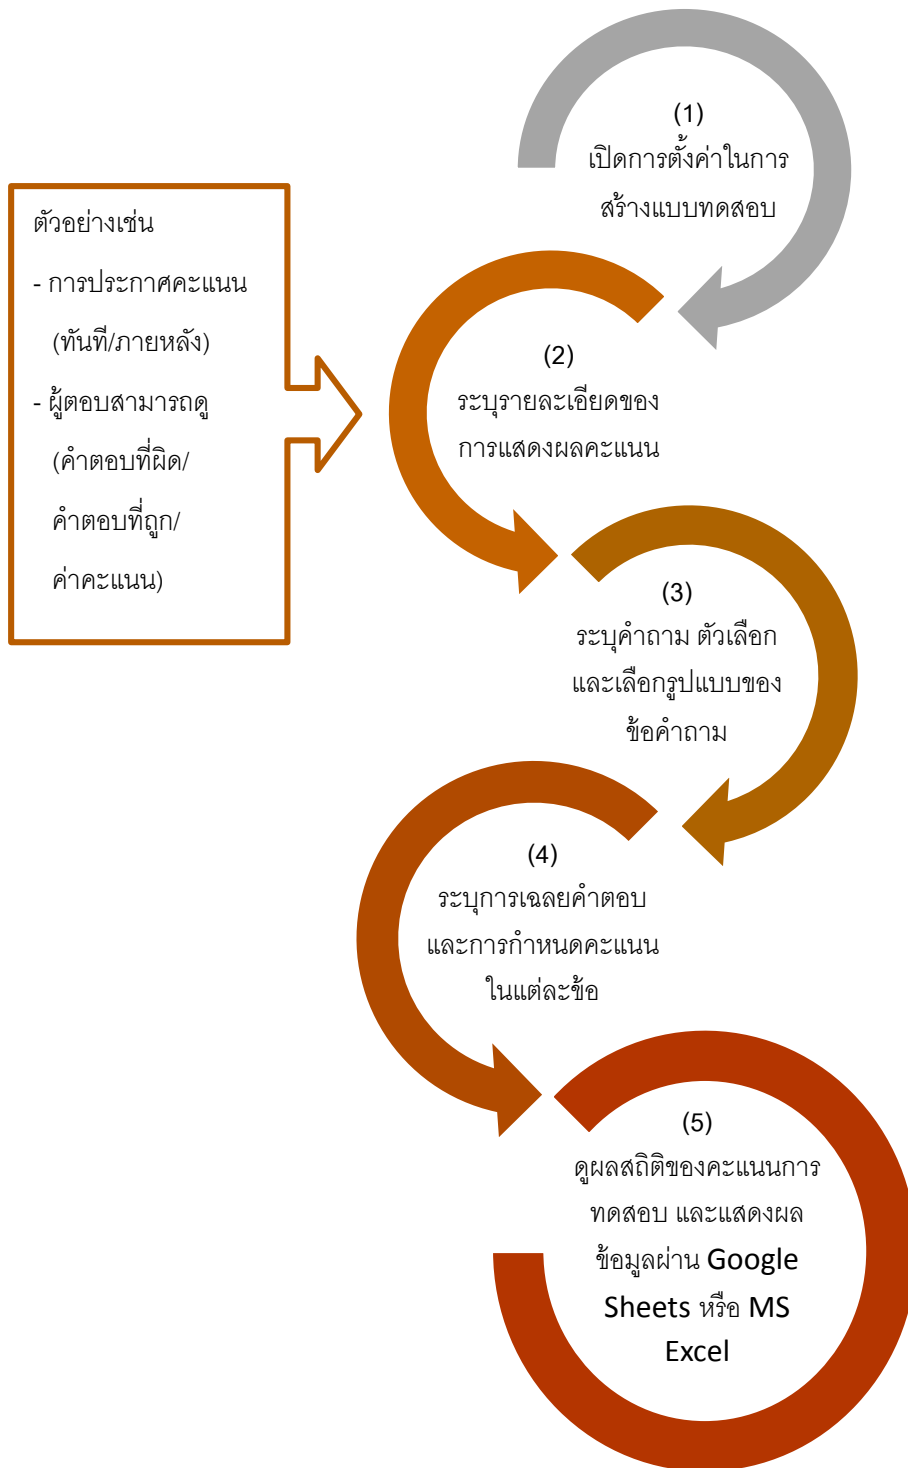 (1)
เปิดการตั้งค่าในการ
สร้างแบบทดสอบ
ตัวอย่างเช่น
- การประกาศคะแนน
(ทันที/ภายหลัง)
- ผู้ตอบสามารถดู
(คำตอบที่ผิด/
คำตอบที่ถูก/
ค่าคะแนน)
(2)
ระบุรายละเอียดของ
การแสดงผลคะแนน
(3)
ระบุคำถาม ตัวเลือก
และเลือกรูปแบบของ
ข้อคำถาม
(4)
ระบุการเฉลยคำตอบ
และการกำหนดคะแนน
ในแต่ละข้อ
(5)
ดูผลสถิติของคะแนนการ
ทดสอบ และแสดงผล
ข้อมูลผ่าน Google
Sheets หรือ MS
Excel